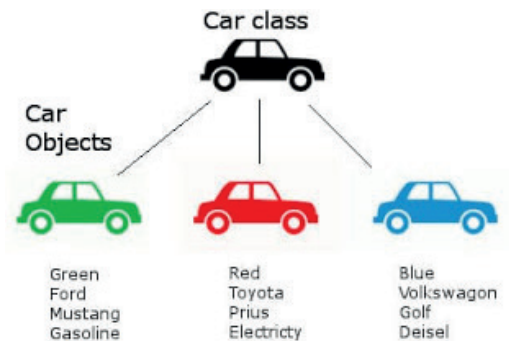 Car class
Car
Objects
Green
Ford
Mustang
Gasoline
Red
Toyota
Prius
Electricty
Blue
Volkswagon
Golf
Deisel